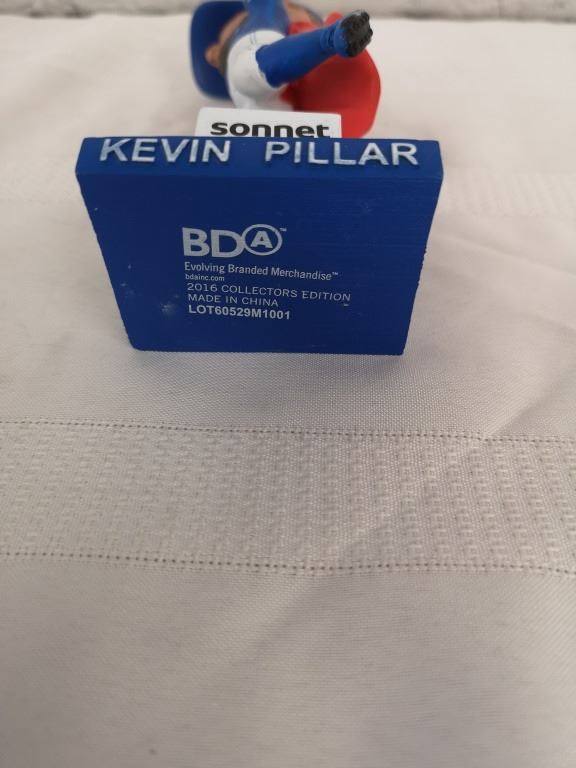 sonnet
KEVIN PILLAR
BDA™
Evolving Branded Merchandise™
bdainc.com
2016 COLLECTORS EDITION
MADE IN CHINA
LOT60529M1001